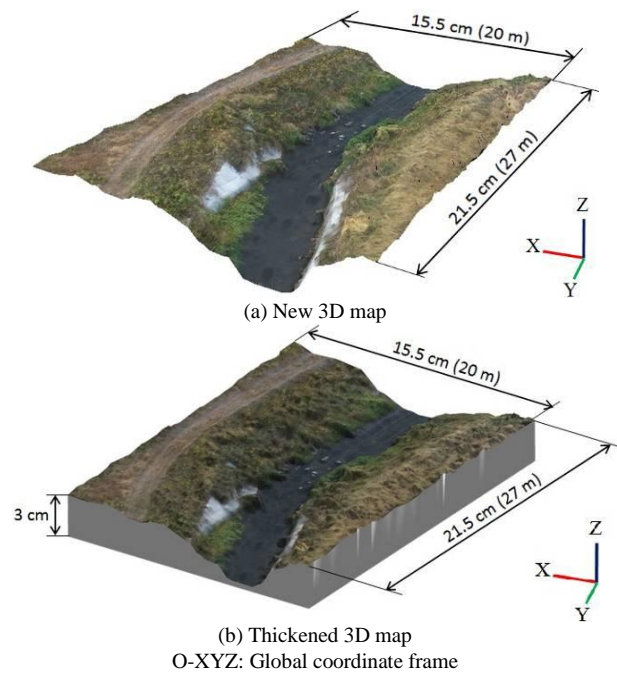 15.5 cm (20 m)
21.5 cm (27 m)
Z
X
Y
(a) New 3D map
15.5 cm (20 m)
3 cm
21.5 cm (27 m)
Z
X
Y
(b) Thickened 3D map
O-XYZ: Global coordinate frame